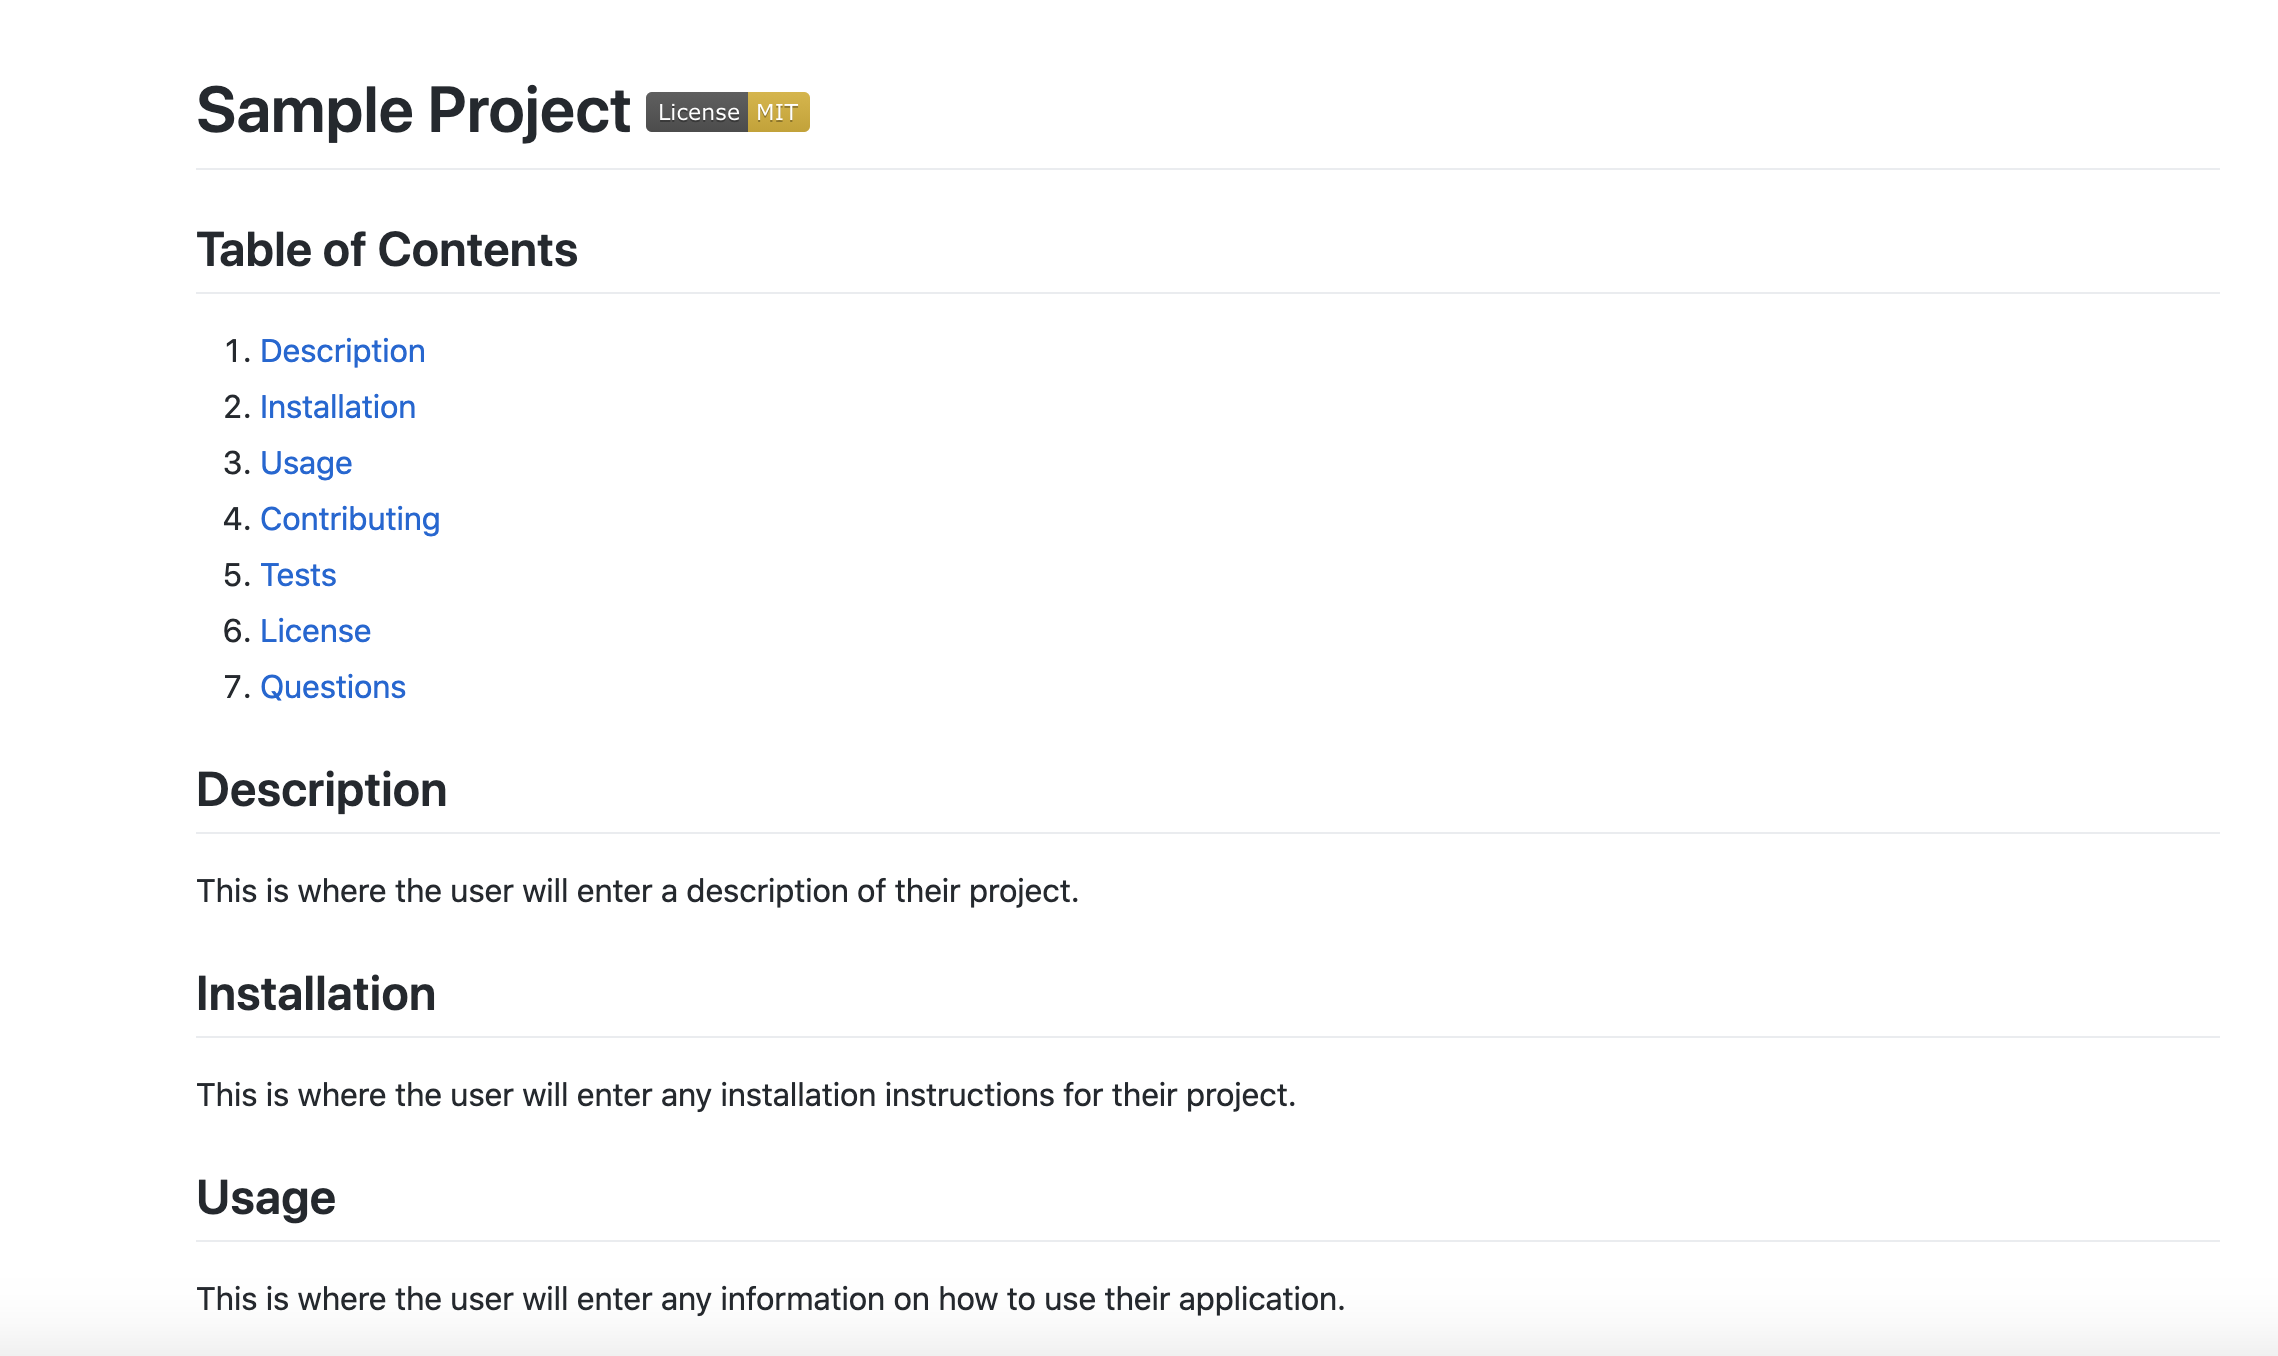 Sample Project License MIT
Table of Contents
1. Description
2. Installation
3. Usage
4. Contributing
5. Tests
6. License
7. Questions
Description
This is where the user will enter a description of their project.
Installation
This is where the user will enter any installation instructions for their project.
Usage
This is where the user will enter any information on how to use their application.